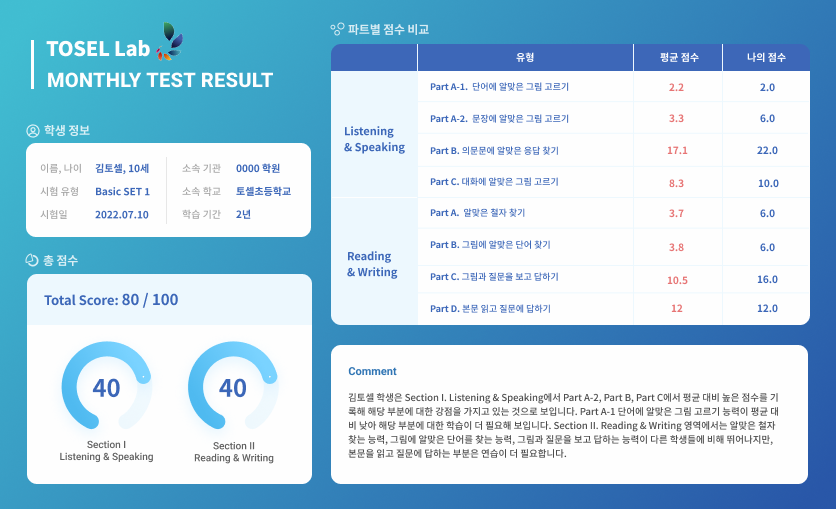 TOSEL Lab
MONTHLY TEST RESULT
학생 정보
이름, 나이 김토셀, 10세 소속 기관 0000 학원
시험 유형 Basic SET 1 소속 학교 토셀초등학교
시험일 2022.07.10 학습 기간 2년
총 점수
Total Score: 80 / 100
40 40
Section I Section II
Listening & Speaking Reading & Writing
파트별 점수 비교
유형 평균 점수 나의 점수
Listening & Speaking
Part A-1. 단어에 알맞은 그림 고르기 2.2 2.0
Part A-2. 문장에 알맞은 그림 고르기 3.3 6.0
Part B. 의문문에 알맞은 응답 찾기 17.1 22.0
Part C. 대화에 알맞은 그림 고르기 8.3 10.0
Reading & Writing
Part A. 알맞은 철자 찾기 3.7 6.0
Part B. 그림에 알맞은 단어 찾기 3.8 6.0
Part C. 그림과 질문을 보고 답하기 10.5 16.0
Part D. 본문 읽고 질문에 답하기 12 12.0
Comment
김토셀 학생은 Section I. Listening & Speaking에서 Part A-2, Part B, Part C에서 평균 대비 높은 점수를 기
록해 해당 부분에 대한 강점을 가지고 있는 것으로 보입니다. Part A-1 단어에 알맞은 그림 고르기 능력이 평균 대
비 낮아 해당 부분에 대한 학습이 더 필요해 보입니다. Section II. Reading & Writing 영역에서는 알맞은 철자
찾는 능력, 그림에 알맞은 단어를 찾는 능력, 그림과 질문을 보고 답하는 능력이 다른 학생들에 비해 뛰어나지만,
본문을 읽고 질문에 답하는 부분은 연습이 더 필요합니다.